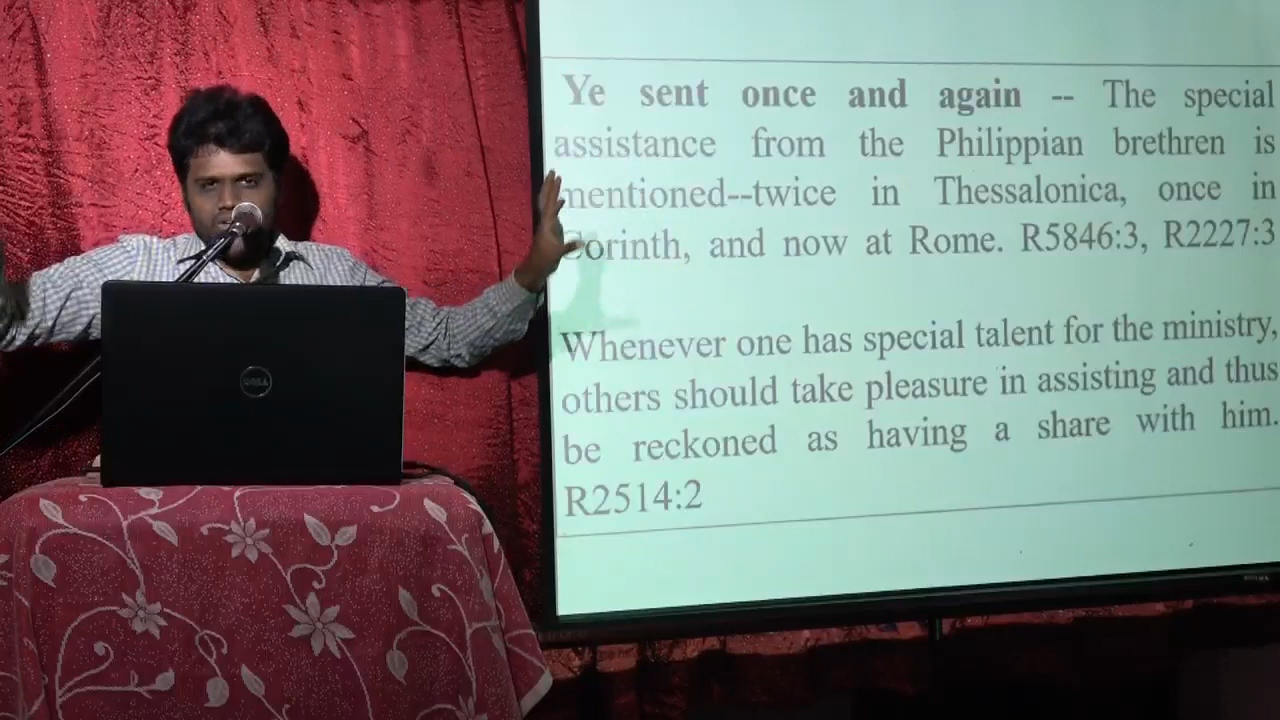 Ye sent once and again -- The special
assistance from the Philippian brethren is
mentioned--twice in Thessalonica, once in
Corinth, and now at Rome. R5846:3, R2227:3
Whenever one has special talent for the ministry,
others should take pleasure in assisting and thus
be reckoned as having a share with him.
R2514:2
DELL